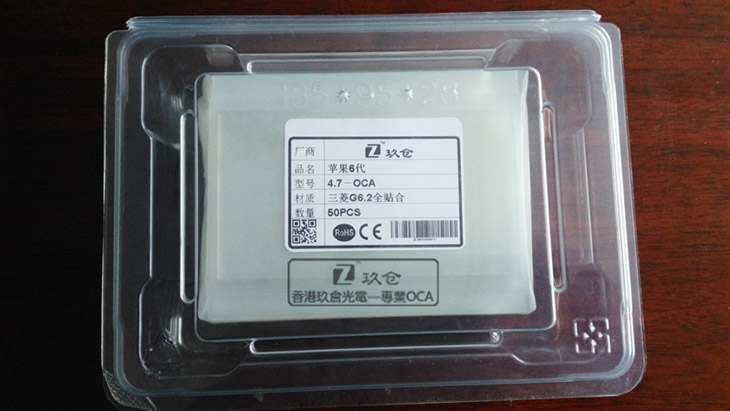 135*95*28
厂商 Z™ 玖仓
品名 苹果6代
型号 4.7－OCA
材质 三菱G6.2全贴合
数量 50PCS
RoHS CE
Z™ 玖仓
香港玖倉光電—專業OCA